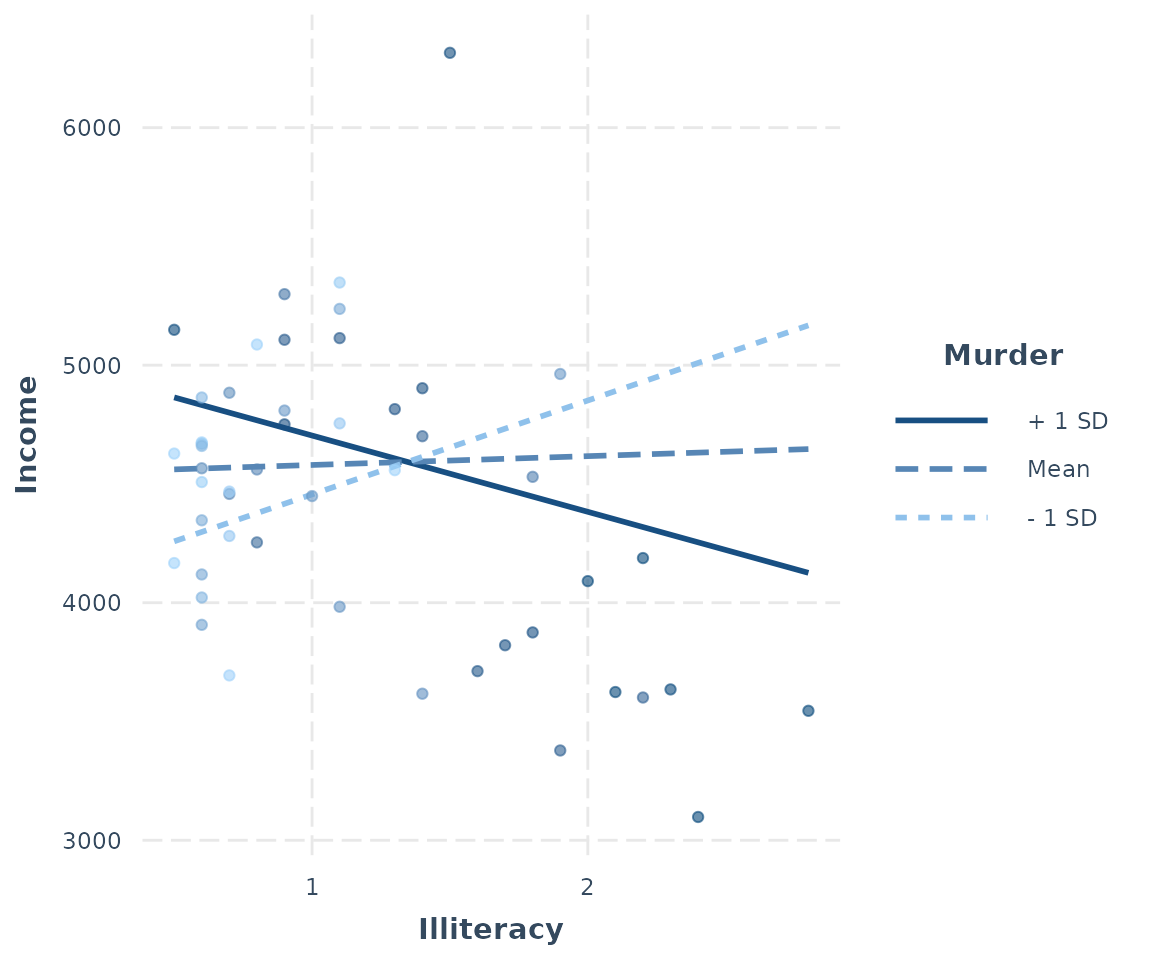 6000
5000
4000
3000
Income
1
2
Illiteracy
Murder
+ 1 SD
Mean
- 1 SD